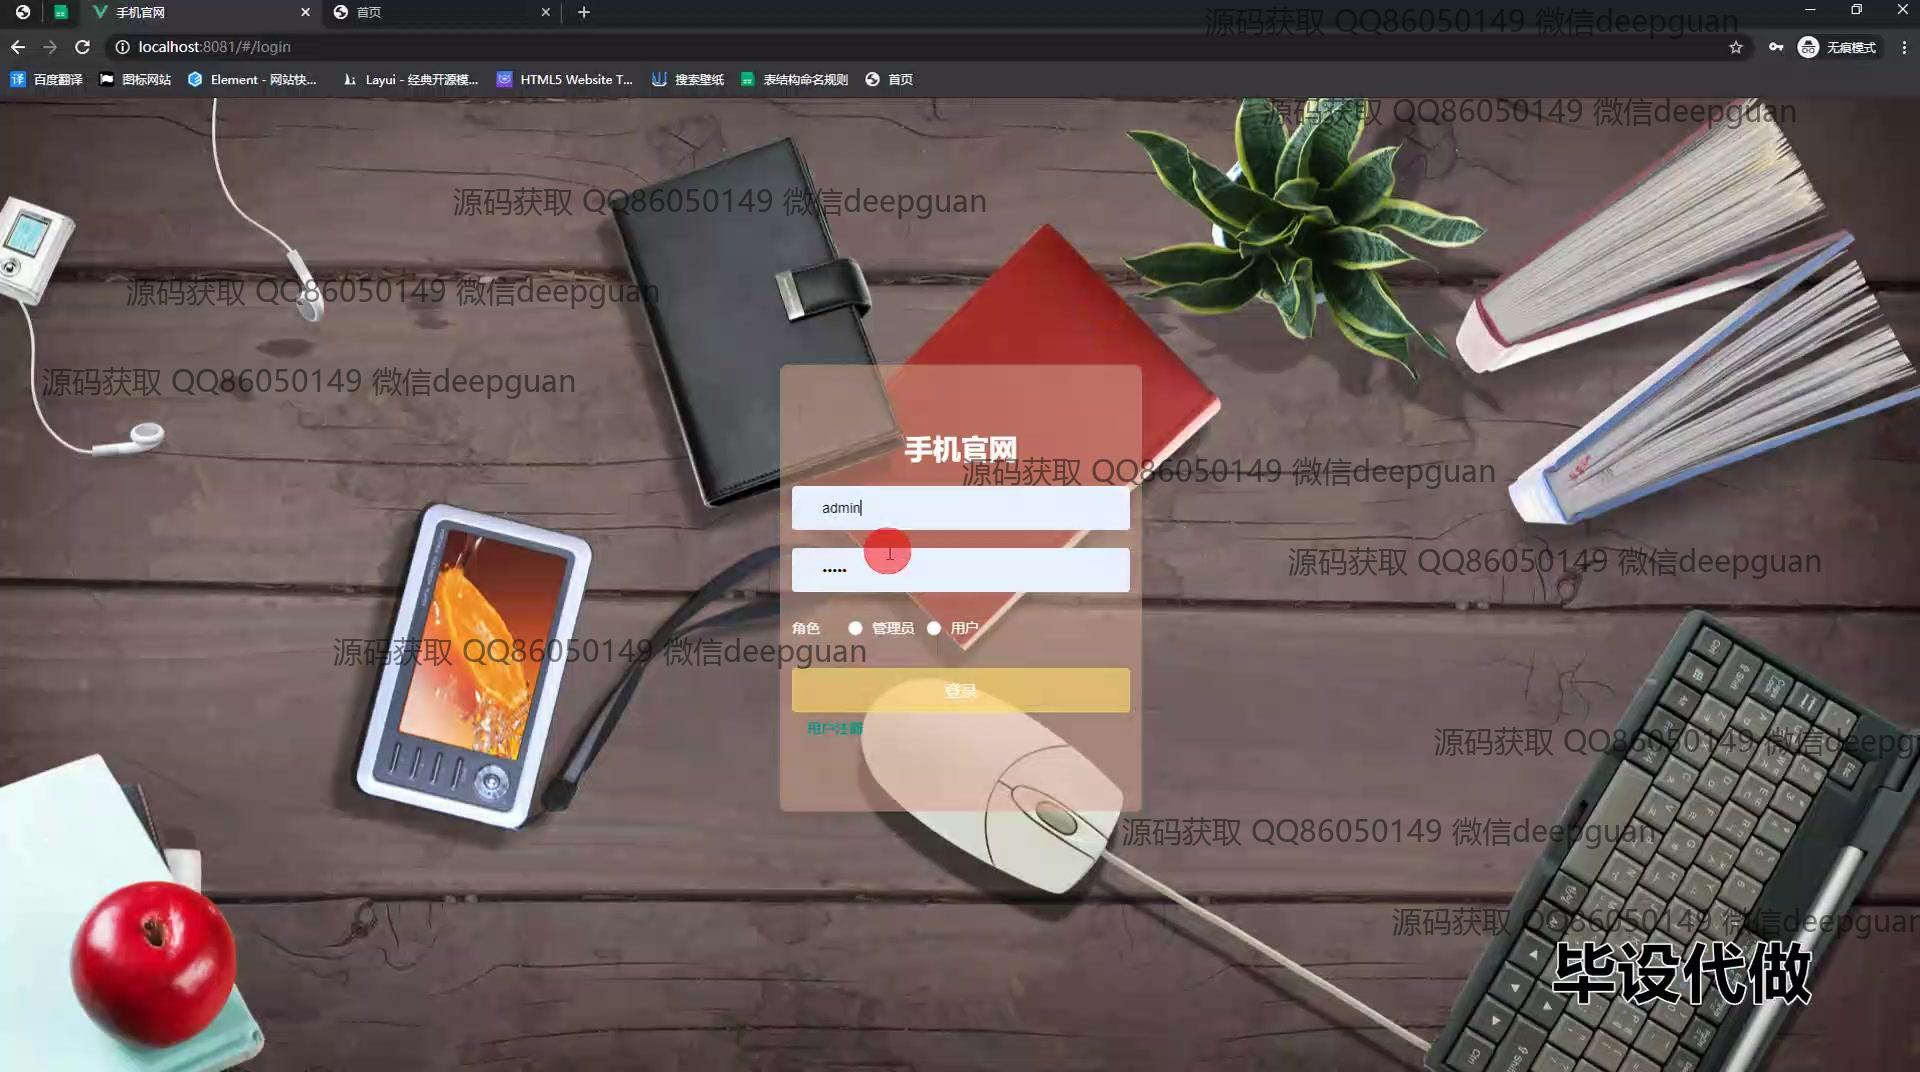 手机官网
首页
localhost:8081/#/login
无痕模式
百度翻译
图标网站
Element - 网站快...
Layui - 经典开源模...
HTML5 Website T...
搜索壁纸
表结构命名规则
首页
源码获取 QQ86050149 微信deepguan
源码获取 QQ86050149 微信deepguan
源码获取 QQ86050149 微信deepguan
源码获取 QQ86050149 微信deepguan
源码获取 QQ86050149 微信deepguan
手机官网
源码获取 QQ86050149 微信deepguan
admin
源码获取 QQ86050149 微信deepguan
•••••
角色 管理员 用户
源码获取 QQ86050149 微信deepguan
登录
用户注册
源码获取 QQ86050149 微信deepg
源码获取 QQ86050149 微信deepguan
源码获取 QQ86050149 微信deepguan
毕设代做